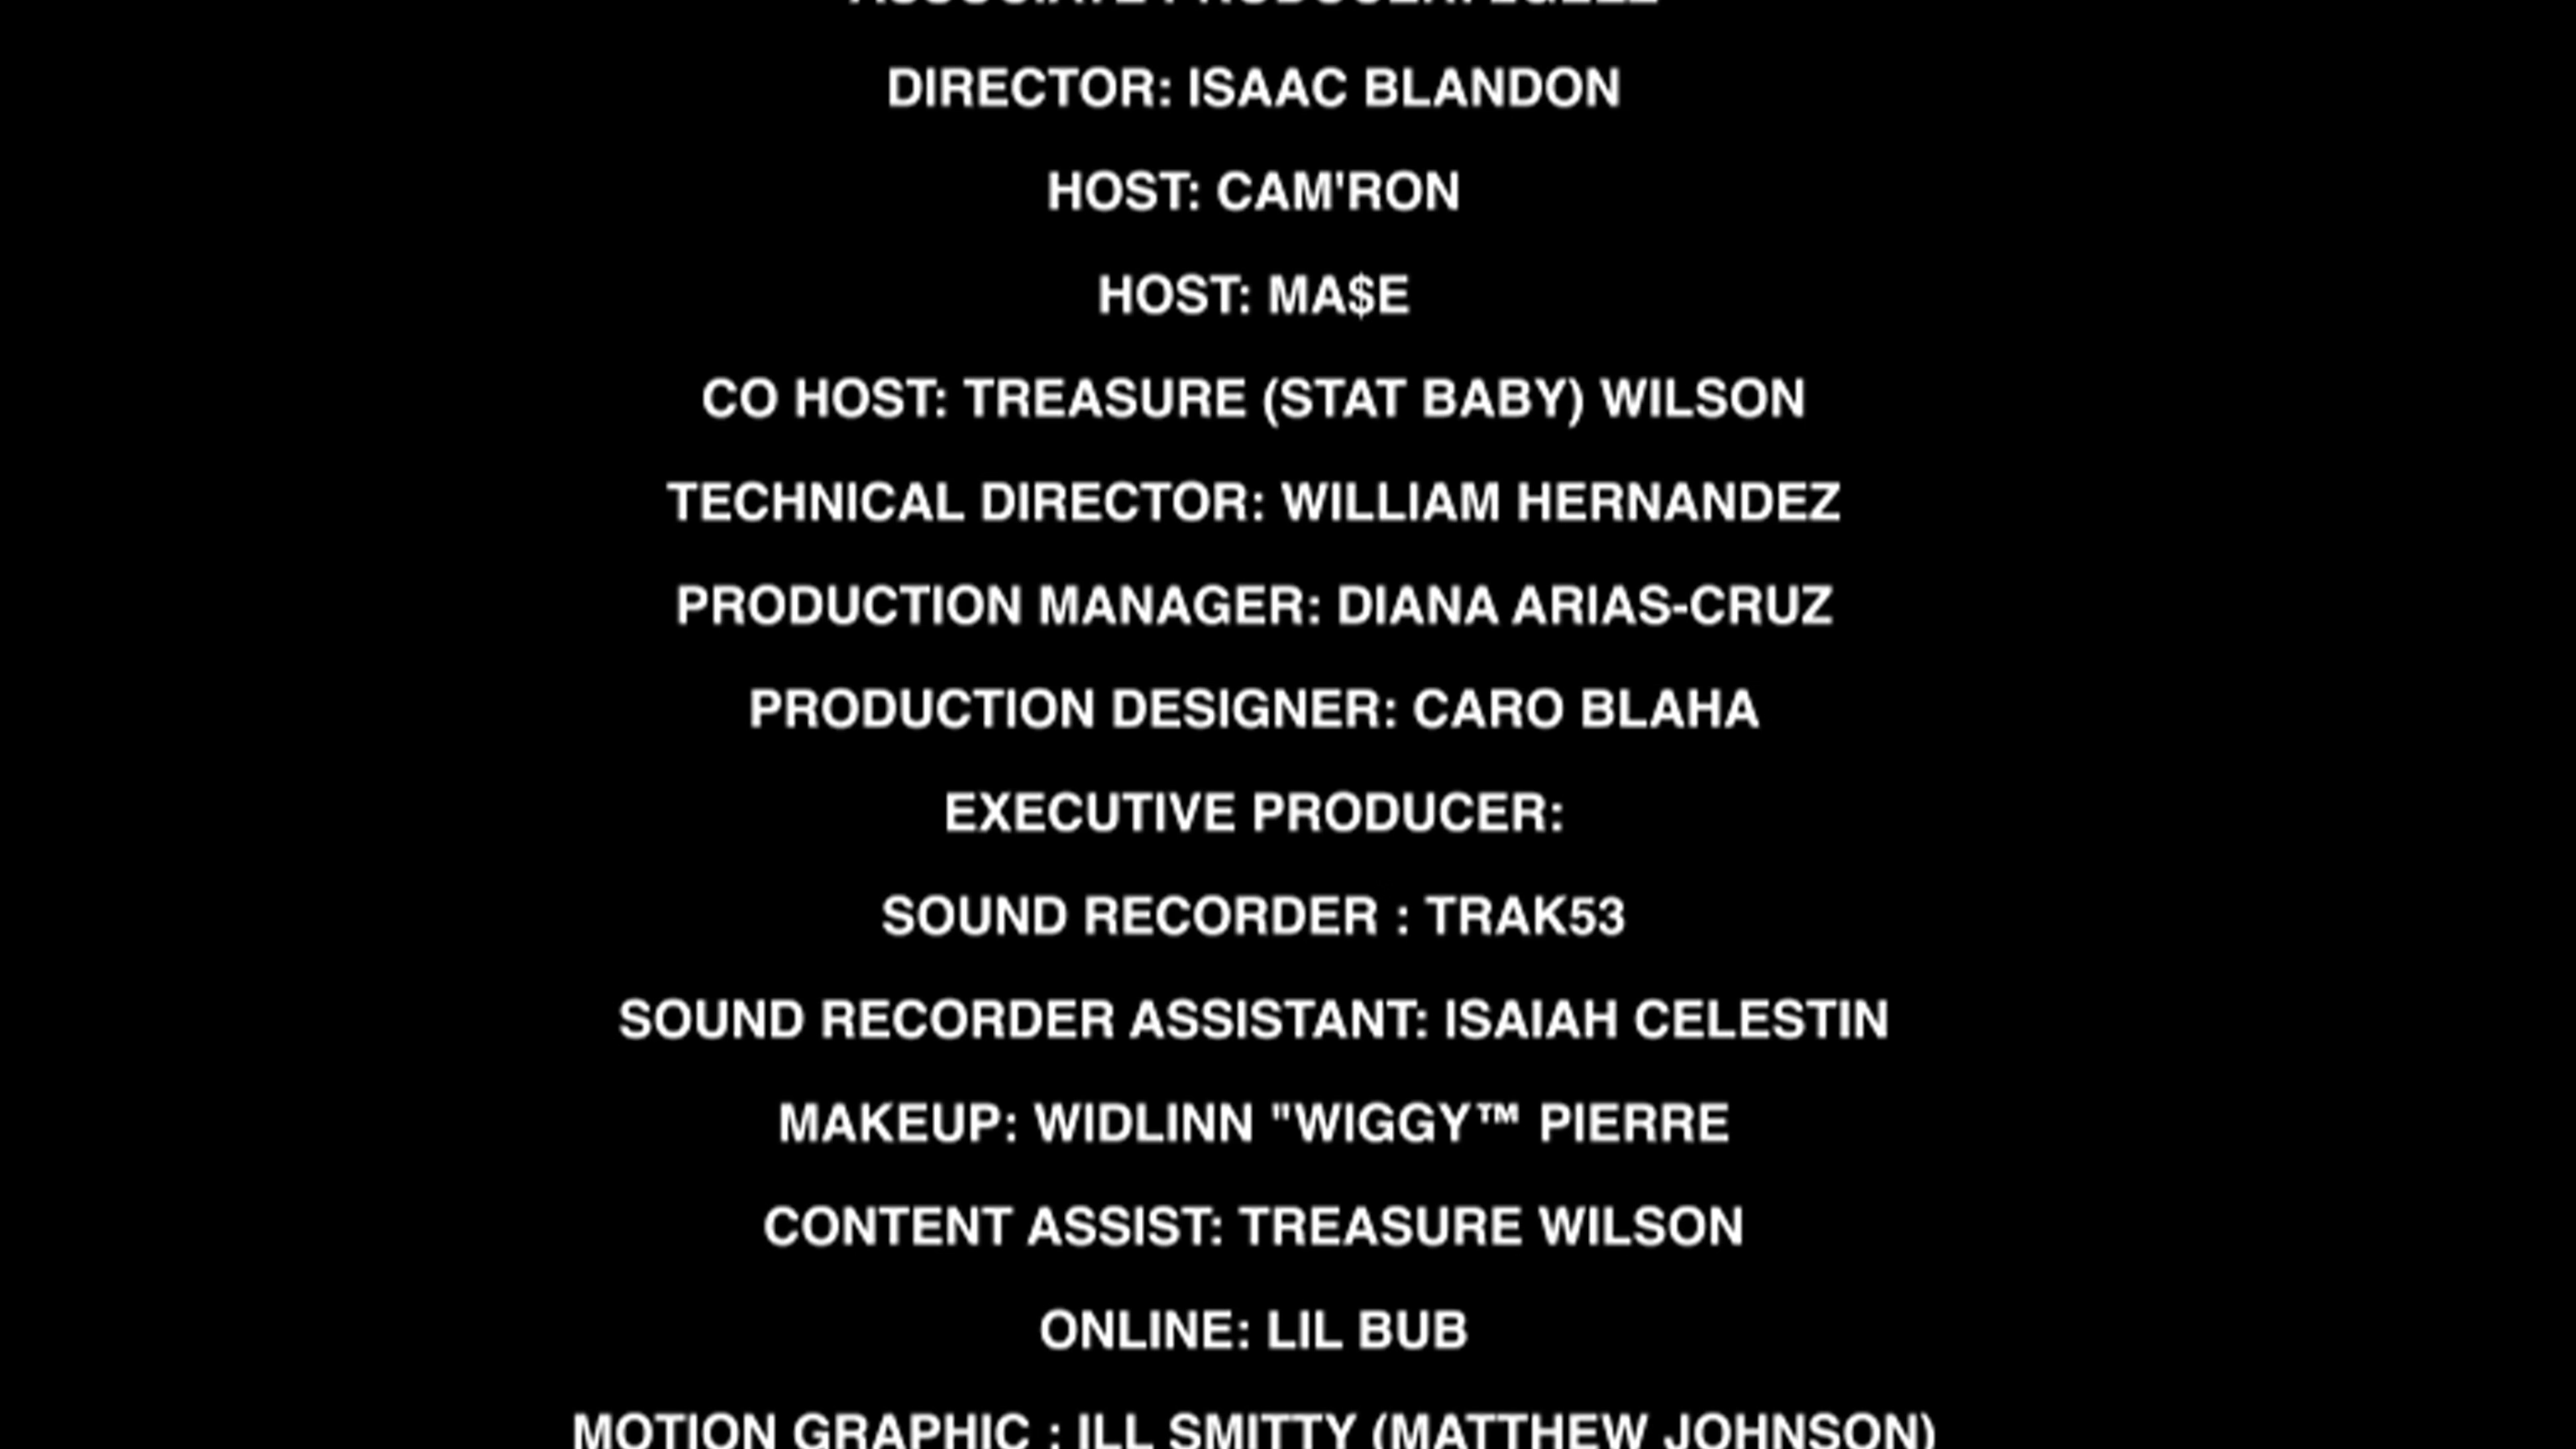 ASSOCIATE PRODUCER:
DIRECTOR: ISAAC BLANDON
HOST: CAM'RON
HOST: MA$E
CO HOST: TREASURE (STAT BABY) WILSON
TECHNICAL DIRECTOR: WILLIAM HERNANDEZ
PRODUCTION MANAGER: DIANA ARIAS-CRUZ
PRODUCTION DESIGNER: CARO BLAHA
EXECUTIVE PRODUCER:
SOUND RECORDER : TRAK53
SOUND RECORDER ASSISTANT: ISAIAH CELESTIN
MAKEUP: WIDLINN "WIGGY™ PIERRE
CONTENT ASSIST: TREASURE WILSON
ONLINE: LIL BUB
MOTION GRAPHIC : ILL SMITTY (MATTHEW JOHNSON)